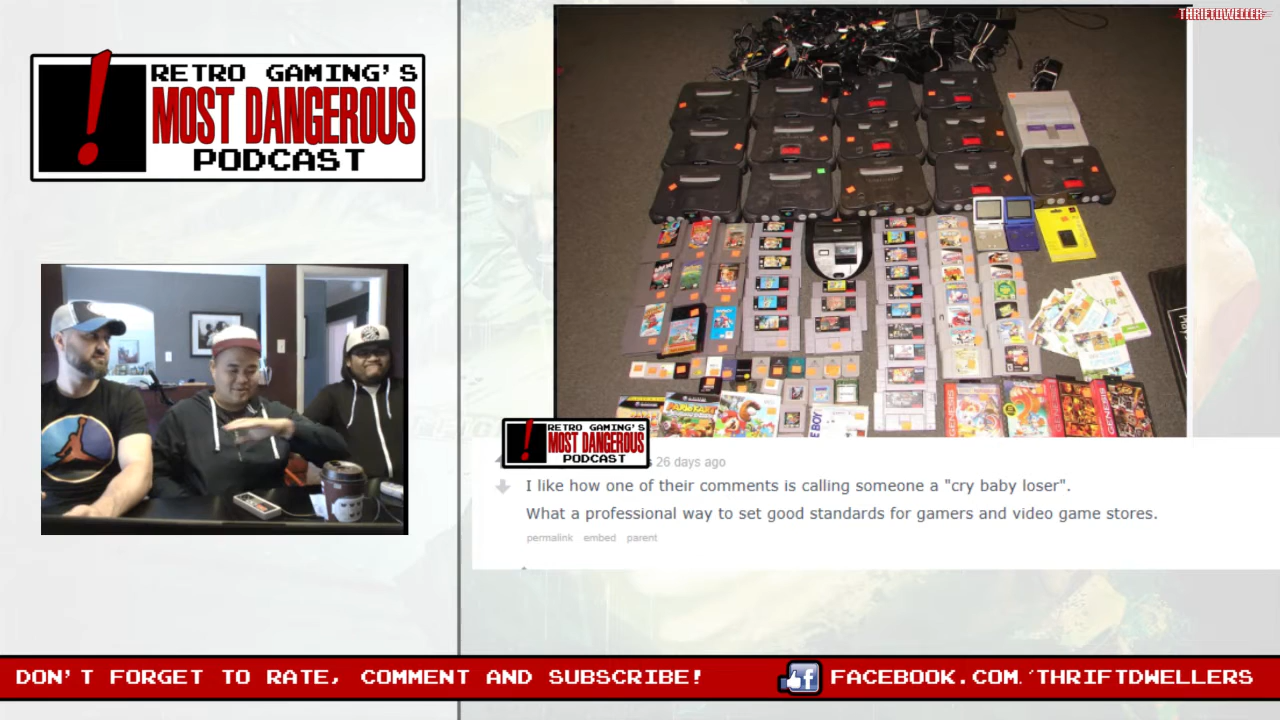 THRIFTDWELLER
RETRO GAMING'S
MOST DANGEROUS
PODCAST
RETRO GAMING'S
MOST DANGEROUS
PODCAST
26 days ago
I like how one of their comments is calling someone a "cry baby loser".
What a professional way to set good standards for gamers and video game stores.
permalink embed parent
DON'T FORGET TO RATE, COMMENT AND SUBSCRIBE!
FACEBOOK.COM/THRIFTDWELLERS